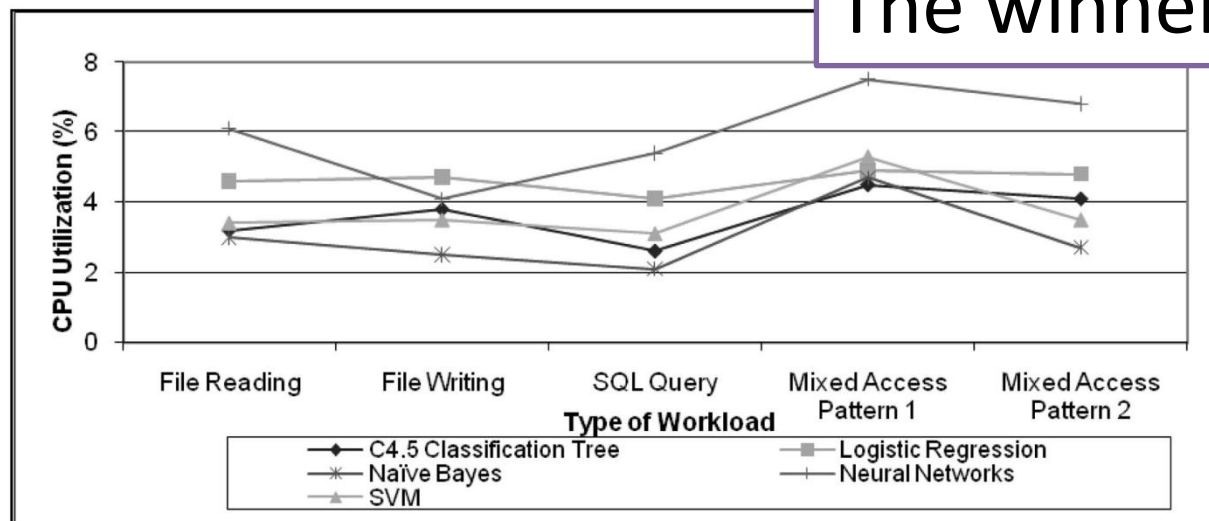 The winner
8
6
4
2
0
CPU Utilization (%)
File Reading
File Writing
SQL Query
Mixed Access
Pattern 1
Mixed Access
Pattern 2
Type of Workload
C4.5 Classification Tree
Logistic Regression
Naïve Bayes
Neural Networks
SVM